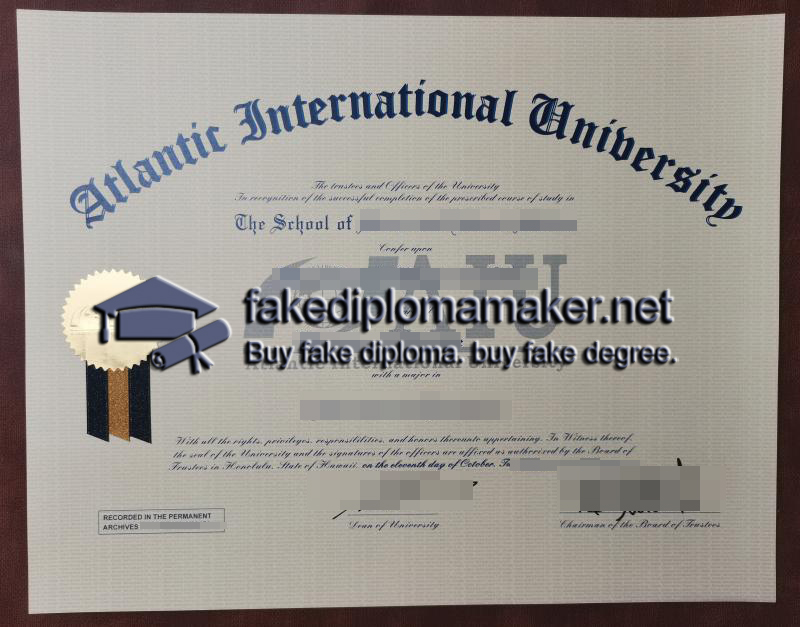 Atlantic International University
The trustees and Officers of the University
In recognition of the successful completion of the prescribed course of study in
The School of
Confer upon
AIU
fakediplomamaker.net
Buy fake diploma, buy fake degree.
Atlantic International University
with a major in
With all the rights, privileges, responsibilities, and honors thereunto appertaining. In Witness thereof,
the seal of the University and the signatures of the officers are affixed as authorized by the Board of
Trustees in Honolulu, State of Hawaii, on the eleventh day of October,
RECORDED IN THE PERMANENT
ARCHIVES
Dean of University
Chairman of the Board of Trustees